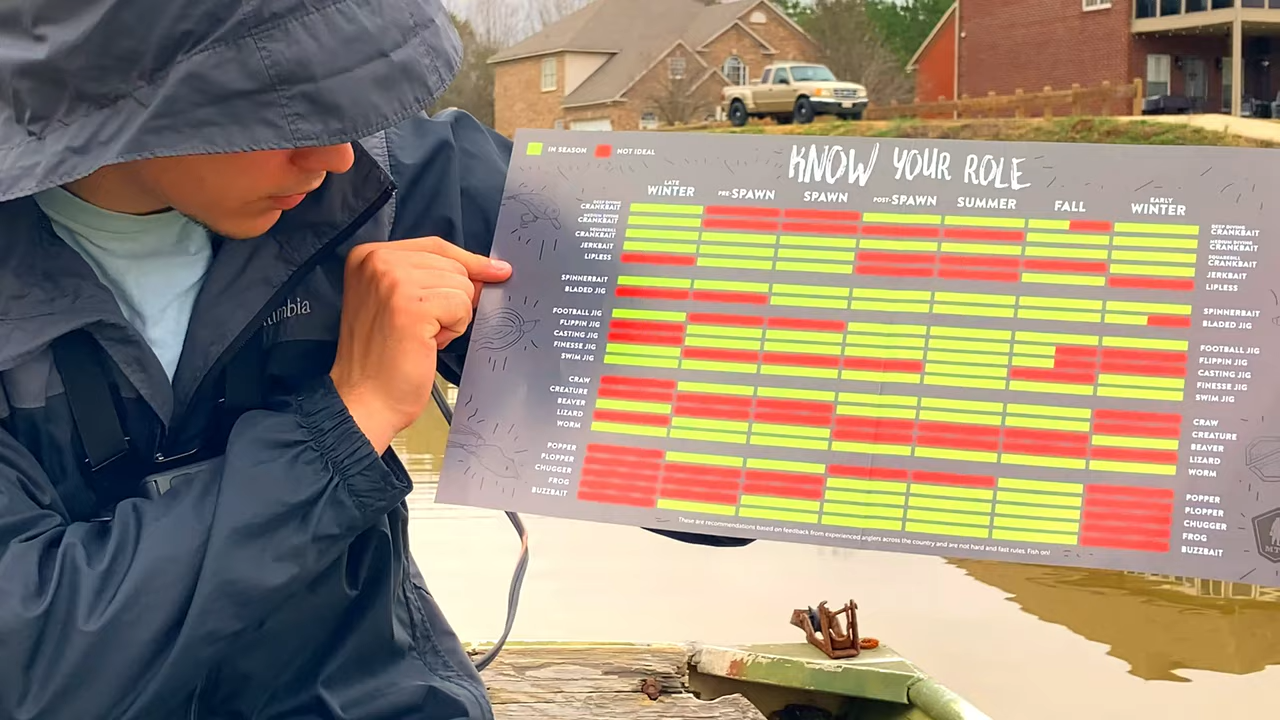 IN SEASON NOT IDEAL
KNOW YOUR ROLE
LATE WINTER PRE-SPAWN SPAWN POST-SPAWN SUMMER FALL EARLY WINTER
DEEP DIVING CRANKBAIT DEEP DIVING CRANKBAIT
MEDIUM DIVING CRANKBAIT MEDIUM DIVING CRANKBAIT
SQUAREBILL CRANKBAIT SQUAREBILL CRANKBAIT
JERKBAIT JERKBAIT
LIPLESS LIPLESS
SPINNERBAIT SPINNERBAIT
BLADED JIG BLADED JIG
FOOTBALL JIG FOOTBALL JIG
FLIPPIN JIG FLIPPIN JIG
CASTING JIG CASTING JIG
FINESSE JIG FINESSE JIG
SWIM JIG SWIM JIG
CRAW CRAW
CREATURE CREATURE
BEAVER BEAVER
LIZARD LIZARD
WORM WORM
POPPER POPPER
PLOPPER PLOPPER
CHUGGER CHUGGER
FROG FROG
BUZZBAIT BUZZBAIT
These are recommendations based on feedback from experienced anglers across the country and are not hard and fast rules. Fish on!